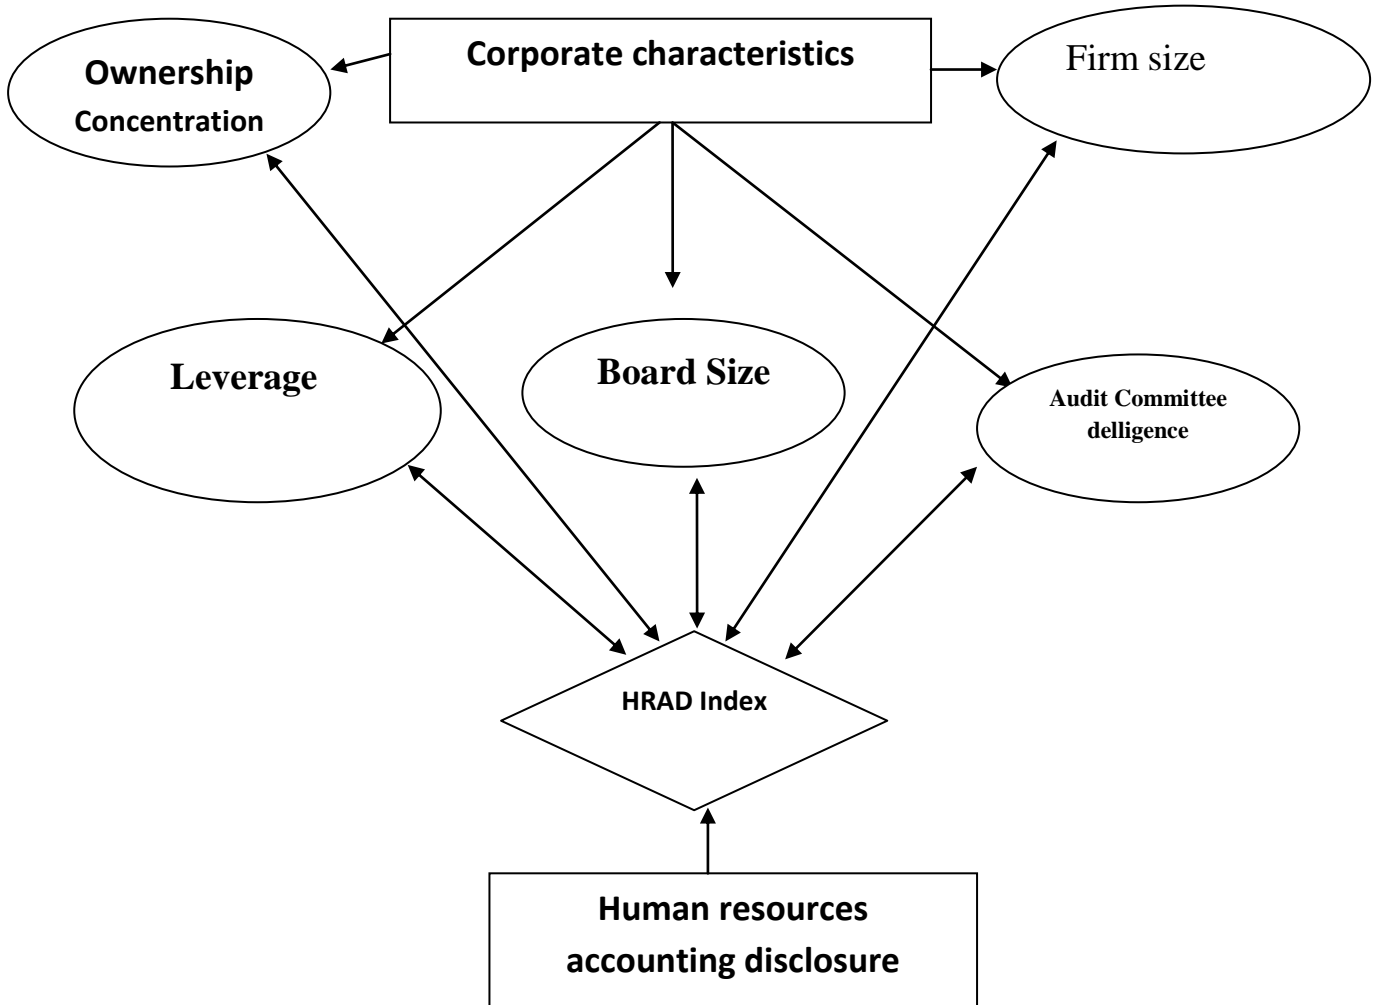 Corporate characteristics
Ownership
Concentration
Firm size
Leverage
Board Size
Audit Committee
delligence
HRAD Index
Human resources
accounting disclosure